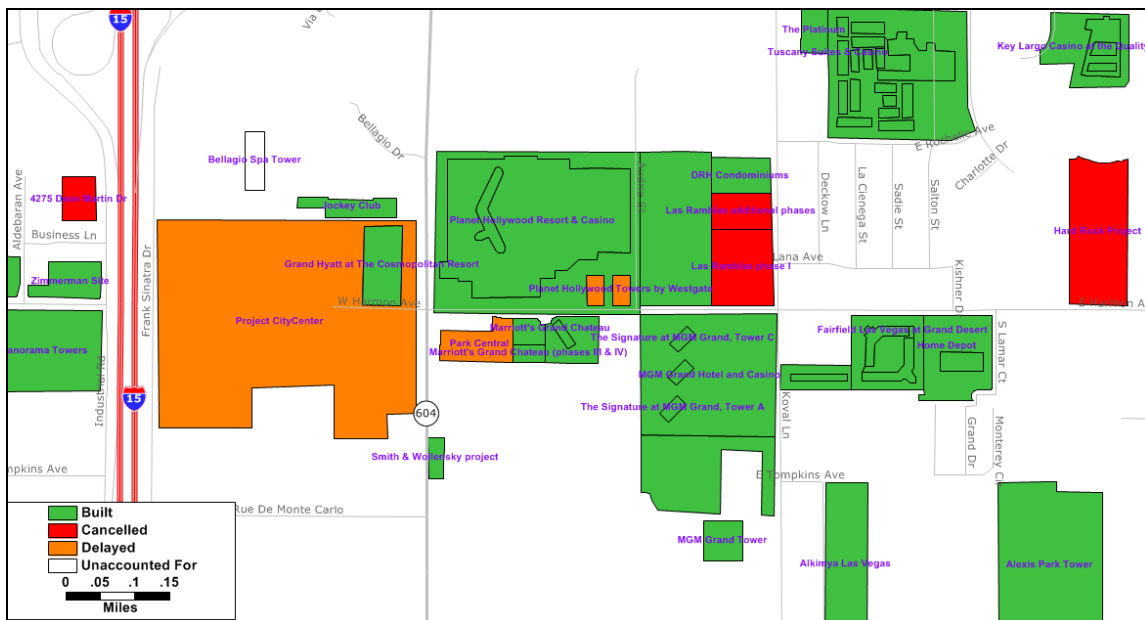 15
Via
The Platinum
Tuscany Suites & Casino
Key Largo Casino at the Quality
Bellagio Dr
E Rochelle Ave
Charlotte Dr
Bellagio Spa Tower
Aldebaran Ave
4275 Dean Martin Dr
Jockey Club
Business Ln
DRH Condominiums
Las Ramblas additional phases
Planet Hollywood Resort & Casino
Deckow Ln
La Cienega St
Sadie St
Salton St
Hard Rock Project
Lana Ave
Las Ramblas phase I
Grand Hyatt at The Cosmopolitan Resort
Zimmerman Site
Frank Sinatra Dr
Planet Hollywood Towers by Westgate
W Harmon Ave
Kishner Dr
E Harmon A
Project CityCenter
Marriott's Grand Chateau
Park Central
Marriott's Grand Chateau (phases III & IV)
The Signature at MGM Grand, Tower C
Fairfield Las Vegas at Grand Desert
Home Depot
S Lamar Ct
anorama Towers
Industrial Rd
MGM Grand Hotel and Casino
15
604
The Signature at MGM Grand, Tower A
Koval Ln
Grand Dr
Monterey Cir
Smith & Wollensky project
mpkins Ave
E Tompkins Ave
Rue De Monte Carlo
MGM Grand Tower
Alkimya Las Vegas
Alexis Park Tower
Built
Cancelled
Delayed
Unaccounted For
0 .05 .1 .15
Miles